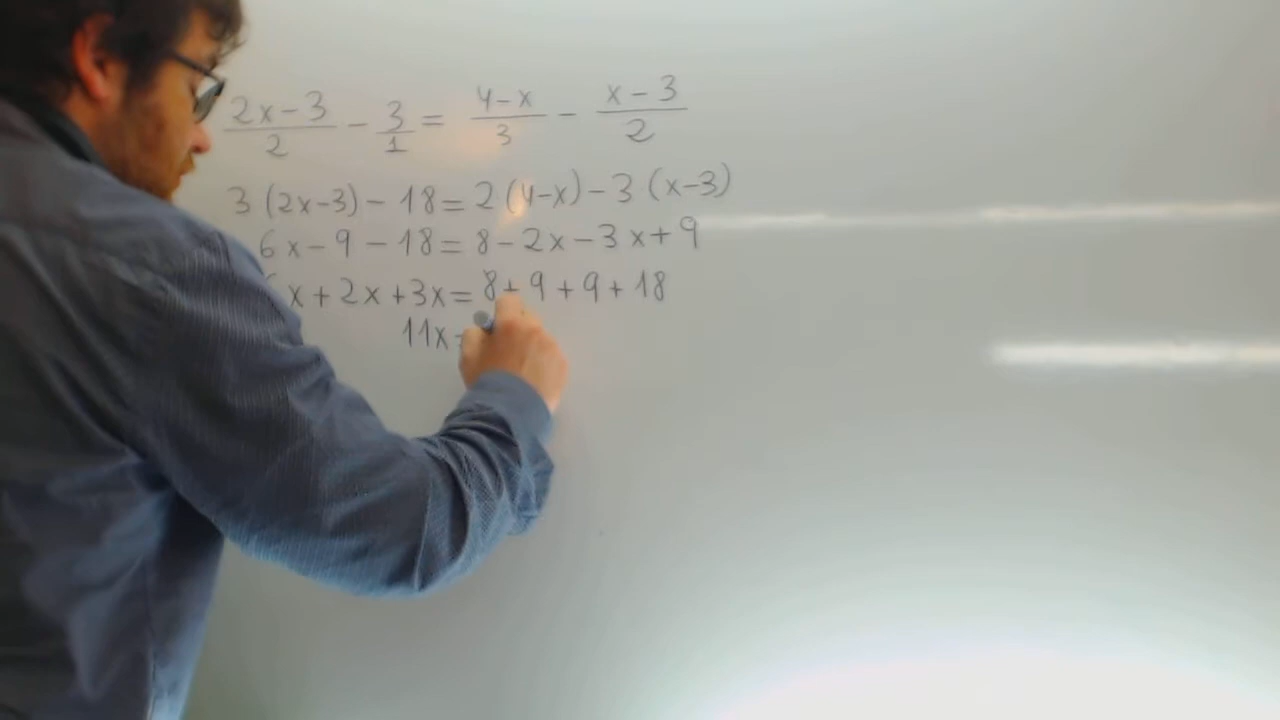 (2x-3)/2 - 3/1 = (4-x)/3 - (x-3)/2
3 (2x-3) - 18 = 2 (4-x) - 3 (x-3)
6x - 9 - 18 = 8 - 2x - 3x + 9
x + 2x + 3x = 8 + 9 + 9 + 18
11x